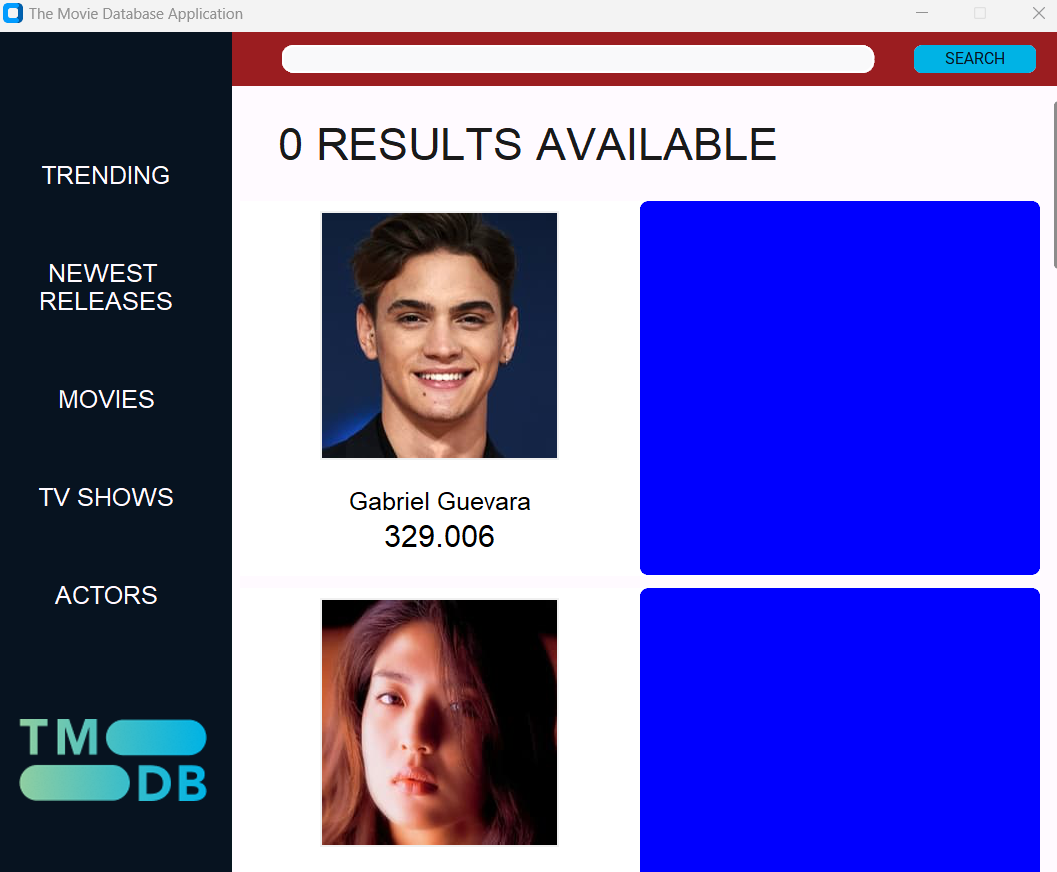 The Movie Database Application
SEARCH
0 RESULTS AVAILABLE
TRENDING
NEWEST
RELEASES
MOVIES
TV SHOWS
ACTORS
Gabriel Guevara
329.006
TM
DB